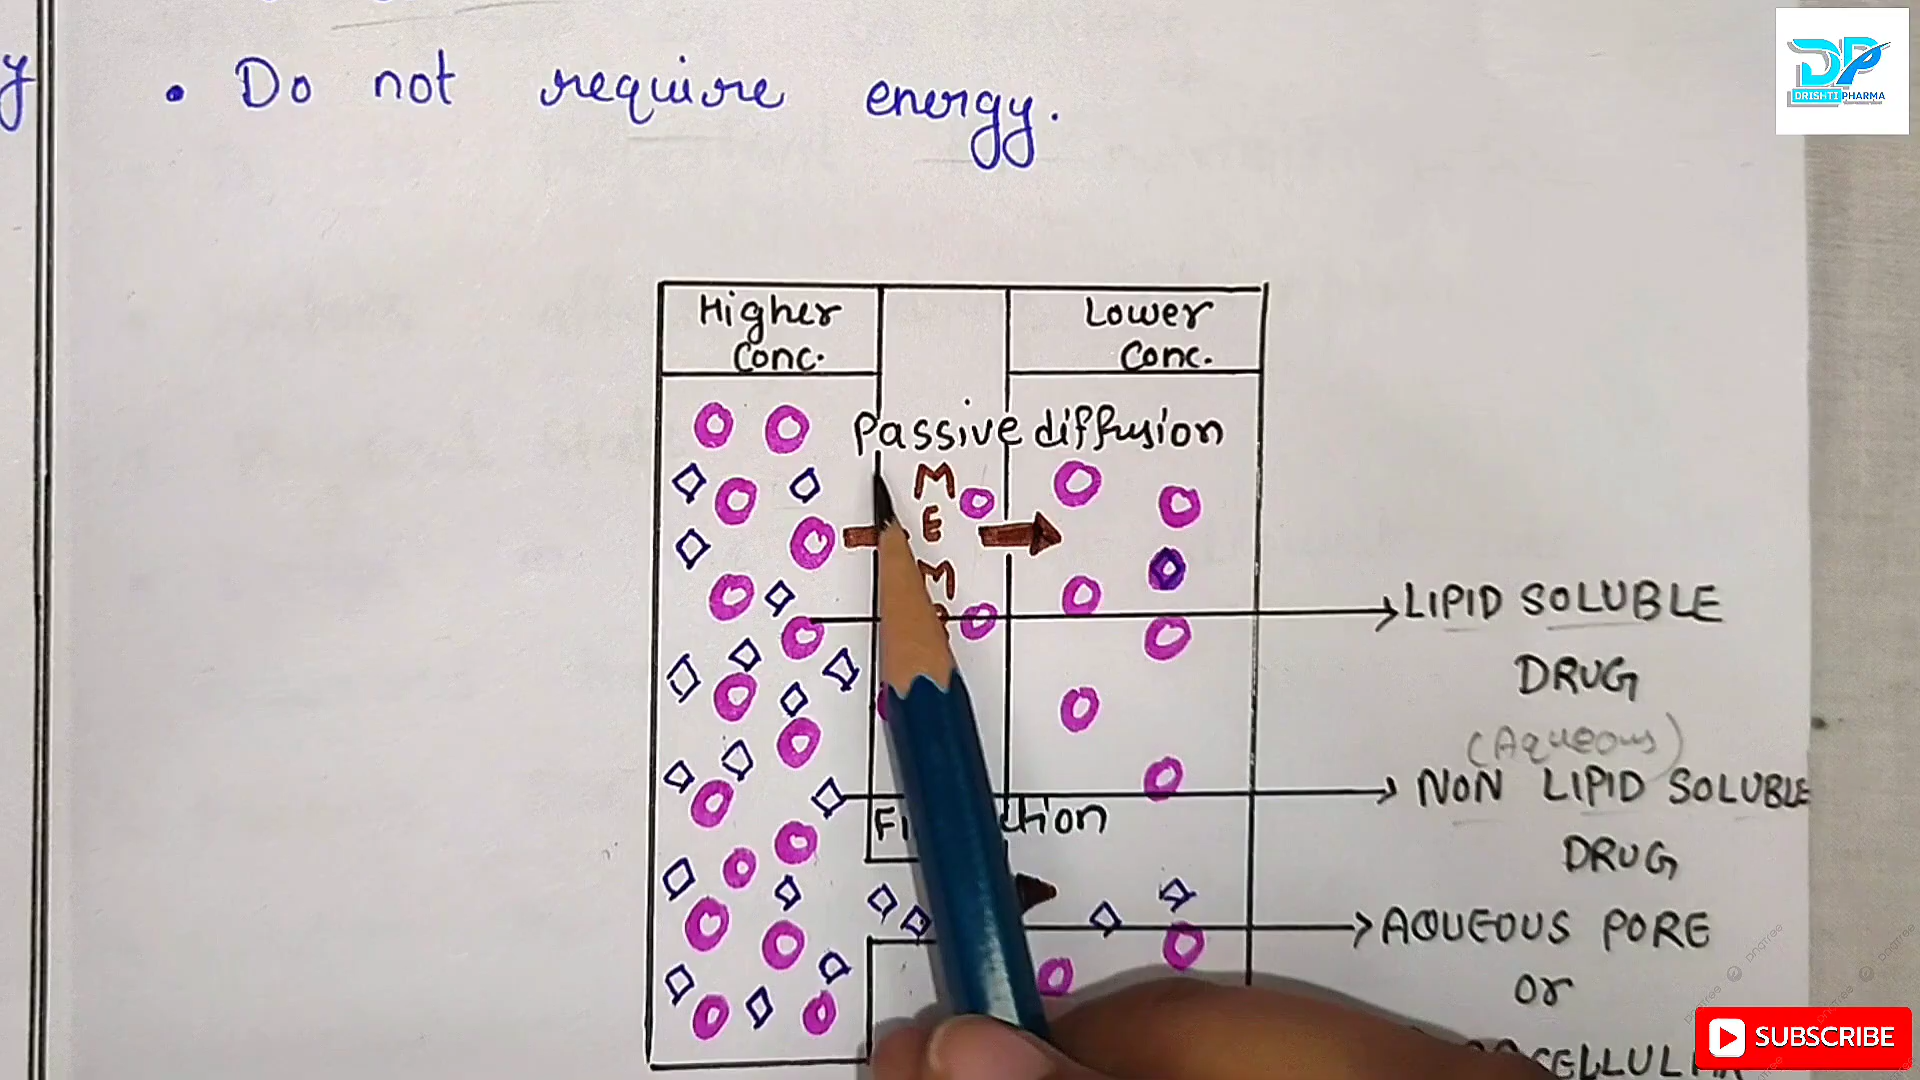 y
• Do not require energy.
DP
DRISHTI PHARMA
Higher
Conc.
Lower
Conc.
Passive diffusion
M
E
M
LIPID SOLUBLE
DRUG
(Aqueous)
NON LIPID SOLUBLE
DRUG
AQUEOUS PORE
or
SUBSCRIBE